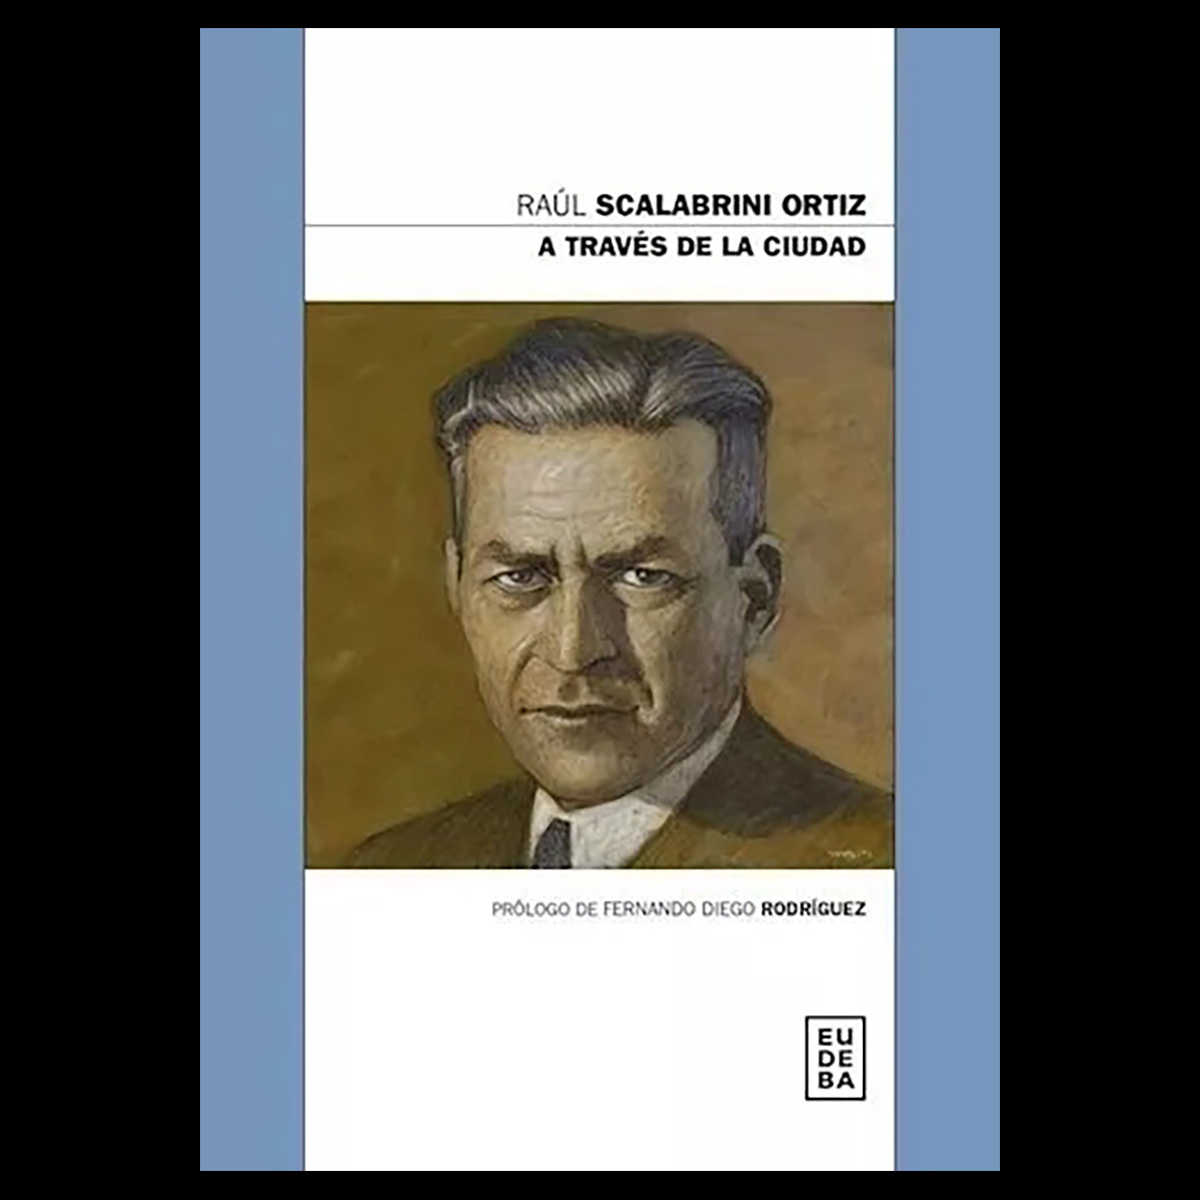 RAÚL SCALABRINI ORTIZ
A TRAVÉS DE LA CIUDAD
PRÓLOGO DE FERNANDO DIEGO RODRÍGUEZ
EU
DE
BA